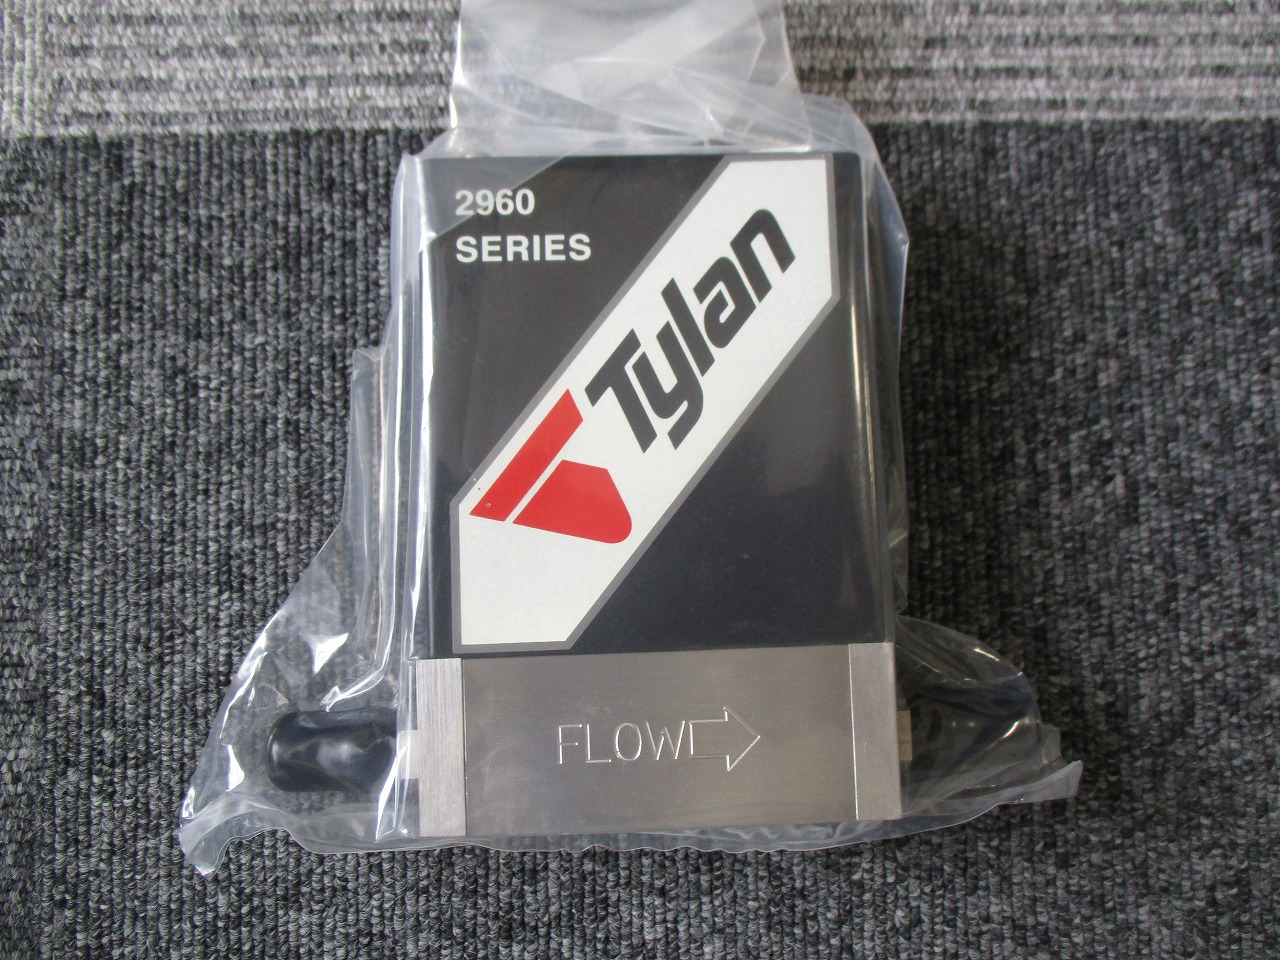 2960
SERIES
Tylan
FLOW